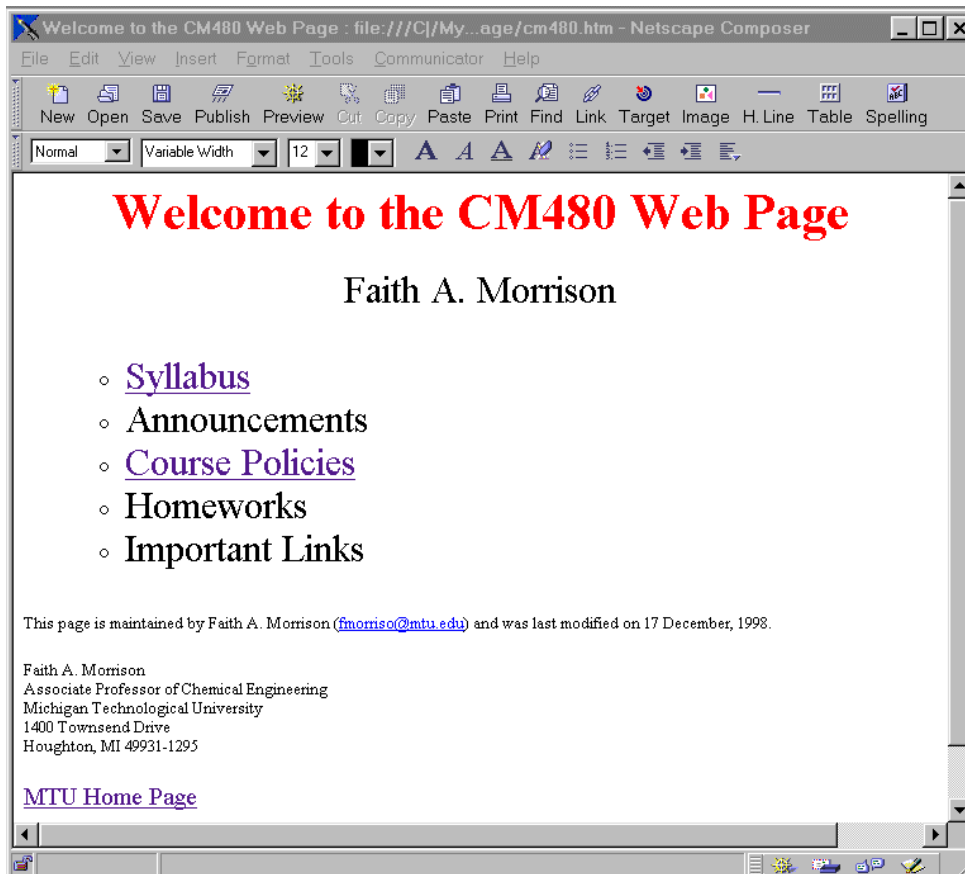 Welcome to the CM480 Web Page : file:///C|/My...age/cm480.htm - Netscape Composer
File Edit View Insert Format Tools Communicator Help
New Open Save Publish Preview Cut Copy Paste Print Find Link Target Image H. Line Table Spelling
Normal Variable Width 12 A A A
Welcome to the CM480 Web Page
Faith A. Morrison
Syllabus
Announcements
Course Policies
Homeworks
Important Links
This page is maintained by Faith A. Morrison (fmorriso@mtu.edu) and was last modified on 17 December, 1998.
Faith A. Morrison
Associate Professor of Chemical Engineering
Michigan Technological University
1400 Townsend Drive
Houghton, MI 49931-1295
MTU Home Page